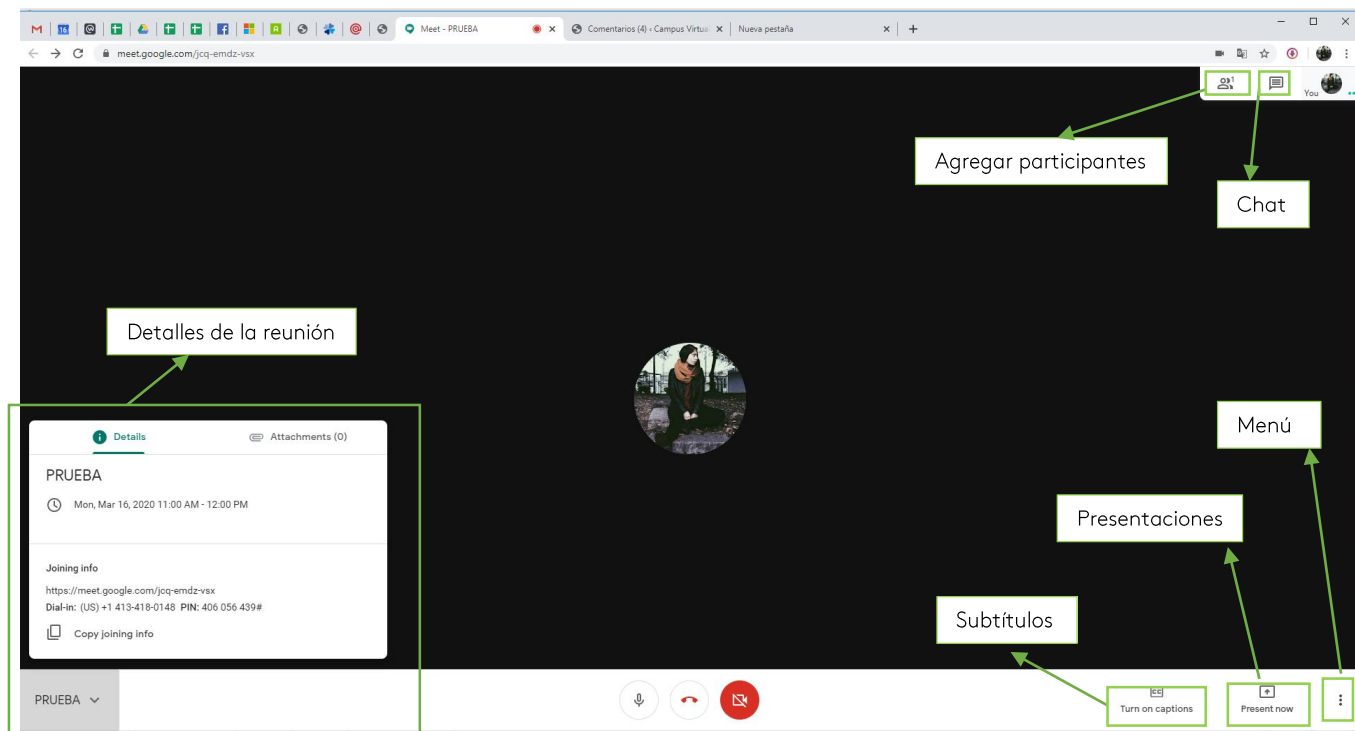 Meet - PRUEBA
Comentarios (4) ‹ Campus Virtua
Nueva pestaña
meet.google.com/jcq-emdz-vsx
1
You
Agregar participantes
Chat
Detalles de la reunión
Details
Attachments (0)
PRUEBA
Mon, Mar 16, 2020 11:00 AM - 12:00 PM
Joining info
https://meet.google.com/jcq-emdz-vsx
Dial-in: (US) +1 413-418-0148 PIN: 406 056 439#
Copy joining info
Menú
Presentaciones
Subtítulos
PRUEBA
Turn on captions
Present now